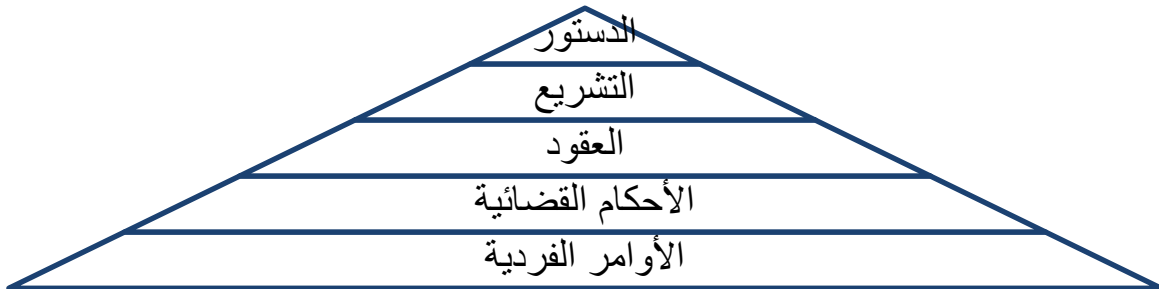 الدستور
التشريع
العقود
الأحكام القضائية
الأوامر الفردية